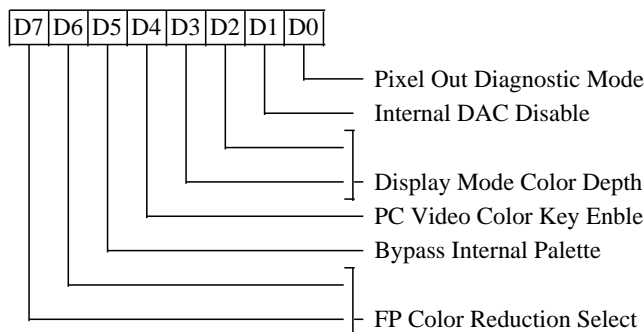 D7 D6 D5 D4 D3 D2 D1 D0
Pixel Out Diagnostic Mode
Internal DAC Disable
Display Mode Color Depth
PC Video Color Key Enble
Bypass Internal Palette
FP Color Reduction Select